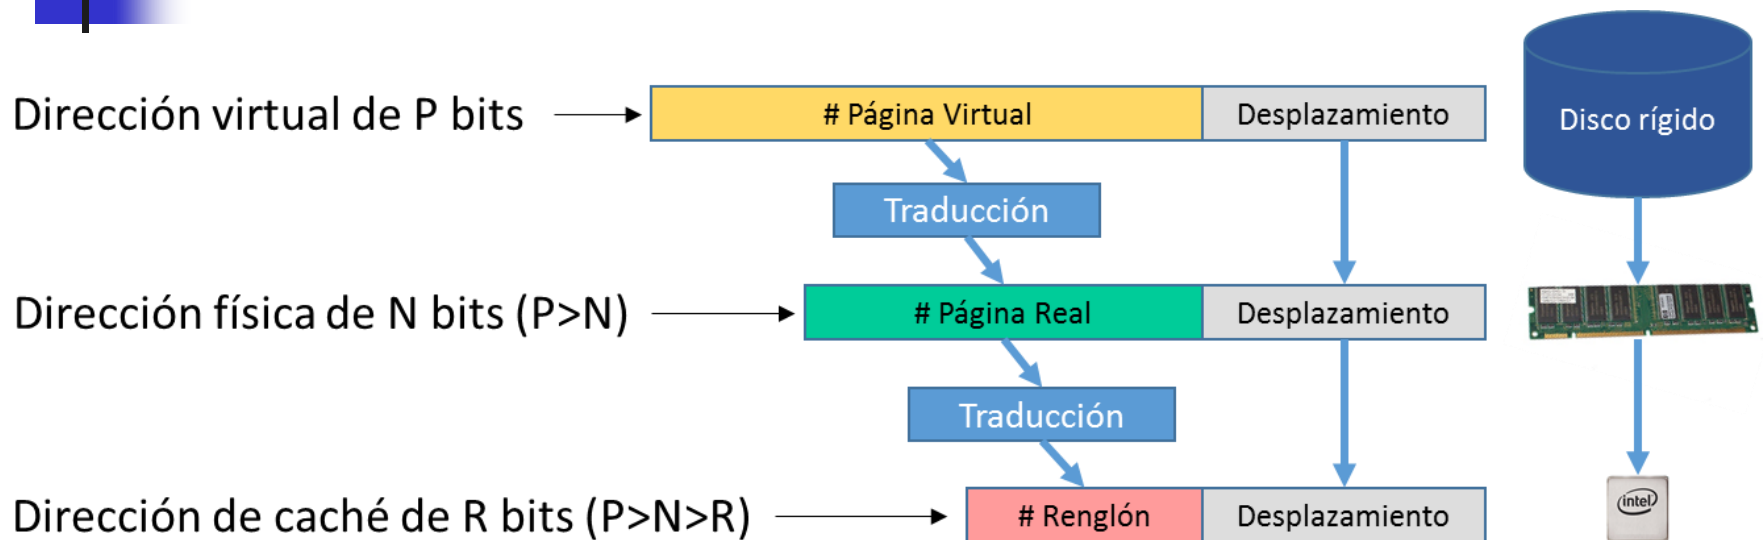 Dirección virtual de P bits
# Página Virtual
Desplazamiento
Disco rígido
Traducción
Dirección física de N bits (P>N)
# Página Real
Desplazamiento
Traducción
Dirección de caché de R bits (P>N>R)
# Renglón
Desplazamiento
intel